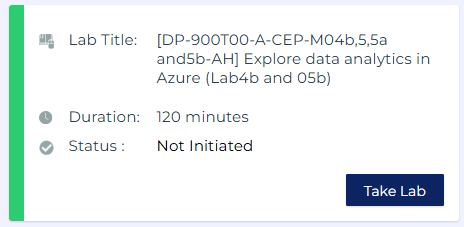 Lab Title: [DP-900T00-A-CEP-M04b,5,5a
and5b-AH] Explore data analytics in
Azure (Lab4b and 05b)
Duration: 120 minutes
Status : Not Initiated
Take Lab